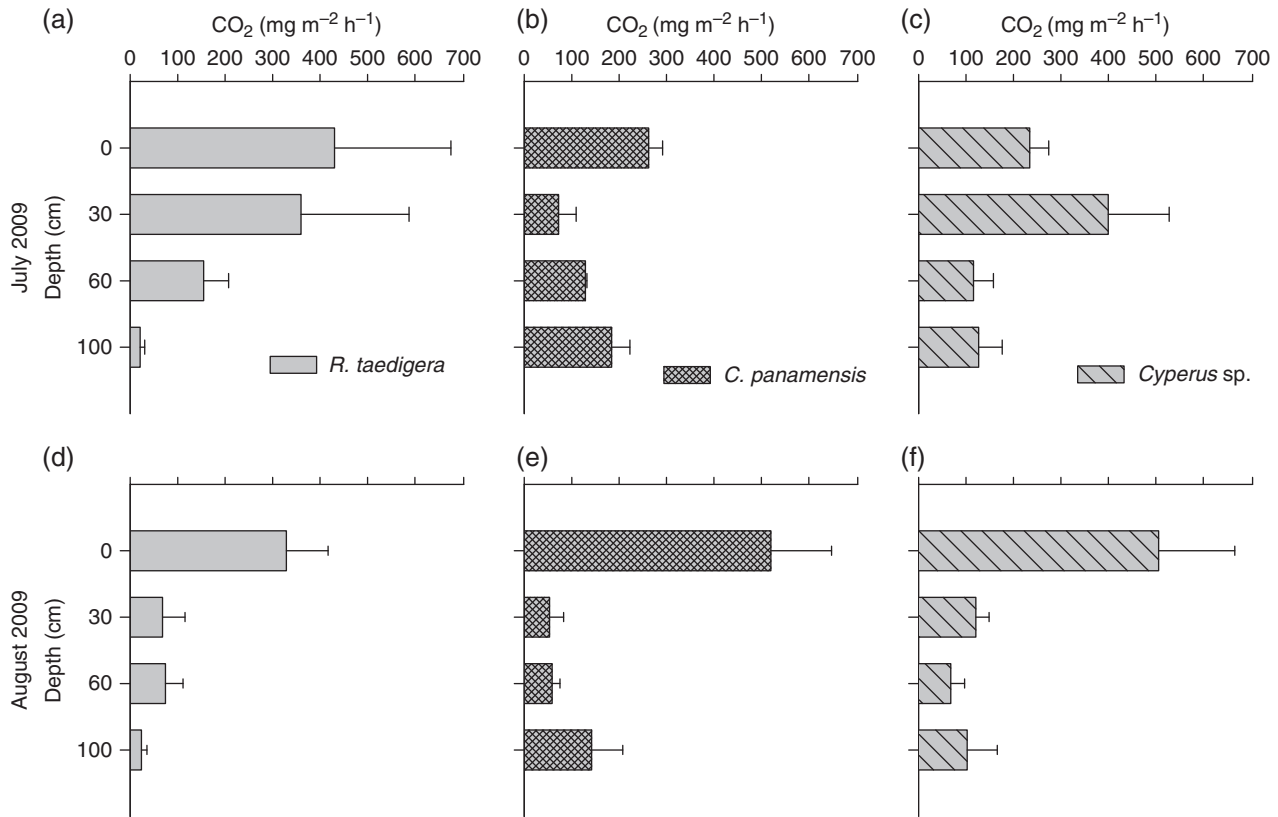 (a) (b) (c)
CO₂ (mg m⁻² h⁻¹) CO₂ (mg m⁻² h⁻¹) CO₂ (mg m⁻² h⁻¹)
0 100 200 300 400 500 600 700 0 100 200 300 400 500 600 700 0 100 200 300 400 500 600 700
July 2009
Depth (cm)
0
30
60
100
R. taedigera C. panamensis Cyperus sp.
(d) (e) (f)
August 2009
Depth (cm)
0
30
60
100